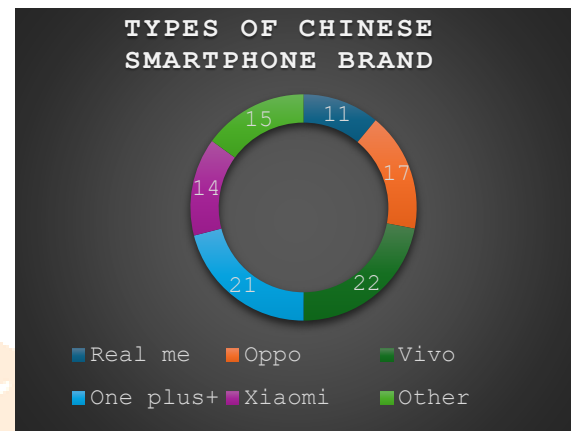 TYPES OF CHINESE
SMARTPHONE BRAND
15
11
17
14
21
22
Real me
Oppo
Vivo
One plus+
Xiaomi
Other